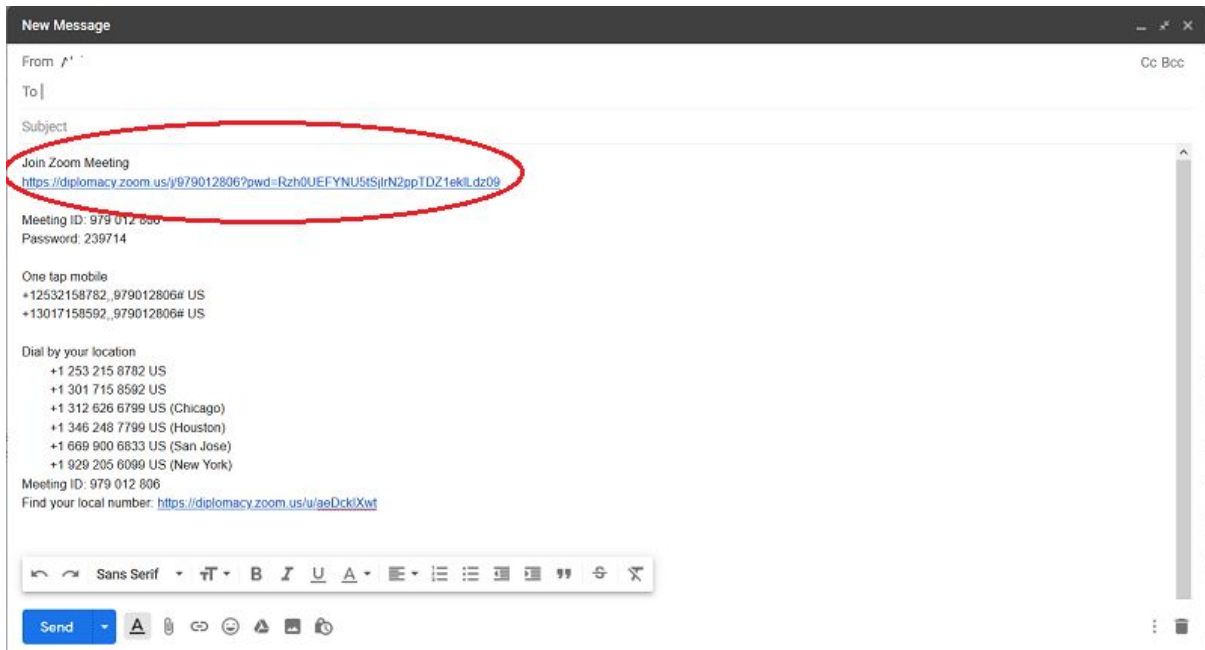 New Message
From
Cc Bcc
To
Subject
Join Zoom Meeting
https://diplomacy.zoom.us/j/979012806?pwd=Rzh0UEFYNU5tSjlrN2ppTDZ1eklLdz09
Meeting ID: 979 012 806
Password: 239714
One tap mobile
+12532158782,,979012806# US
+13017158592,,979012806# US
Dial by your location
+1 253 215 8782 US
+1 301 715 8592 US
+1 312 626 6799 US (Chicago)
+1 346 248 7799 US (Houston)
+1 669 900 6833 US (San Jose)
+1 929 205 6099 US (New York)
Meeting ID: 979 012 806
Find your local number: https://diplomacy.zoom.us/u/aeDcklXwt
Sans Serif
Send